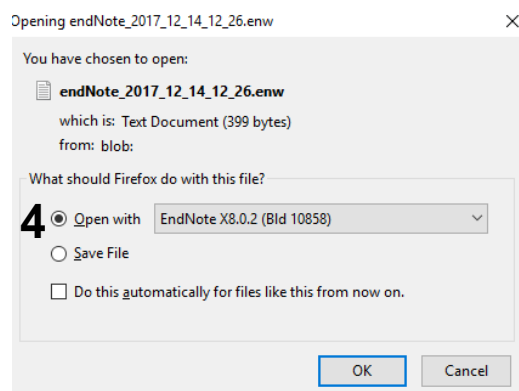 Opening endNote_2017_12_14_12_26.enw
You have chosen to open:
endNote_2017_12_14_12_26.enw
which is: Text Document (399 bytes)
from: blob:
What should Firefox do with this file?
4 Open with EndNote X8.0.2 (Bld 10858)
Save File
Do this automatically for files like this from now on.
OK Cancel